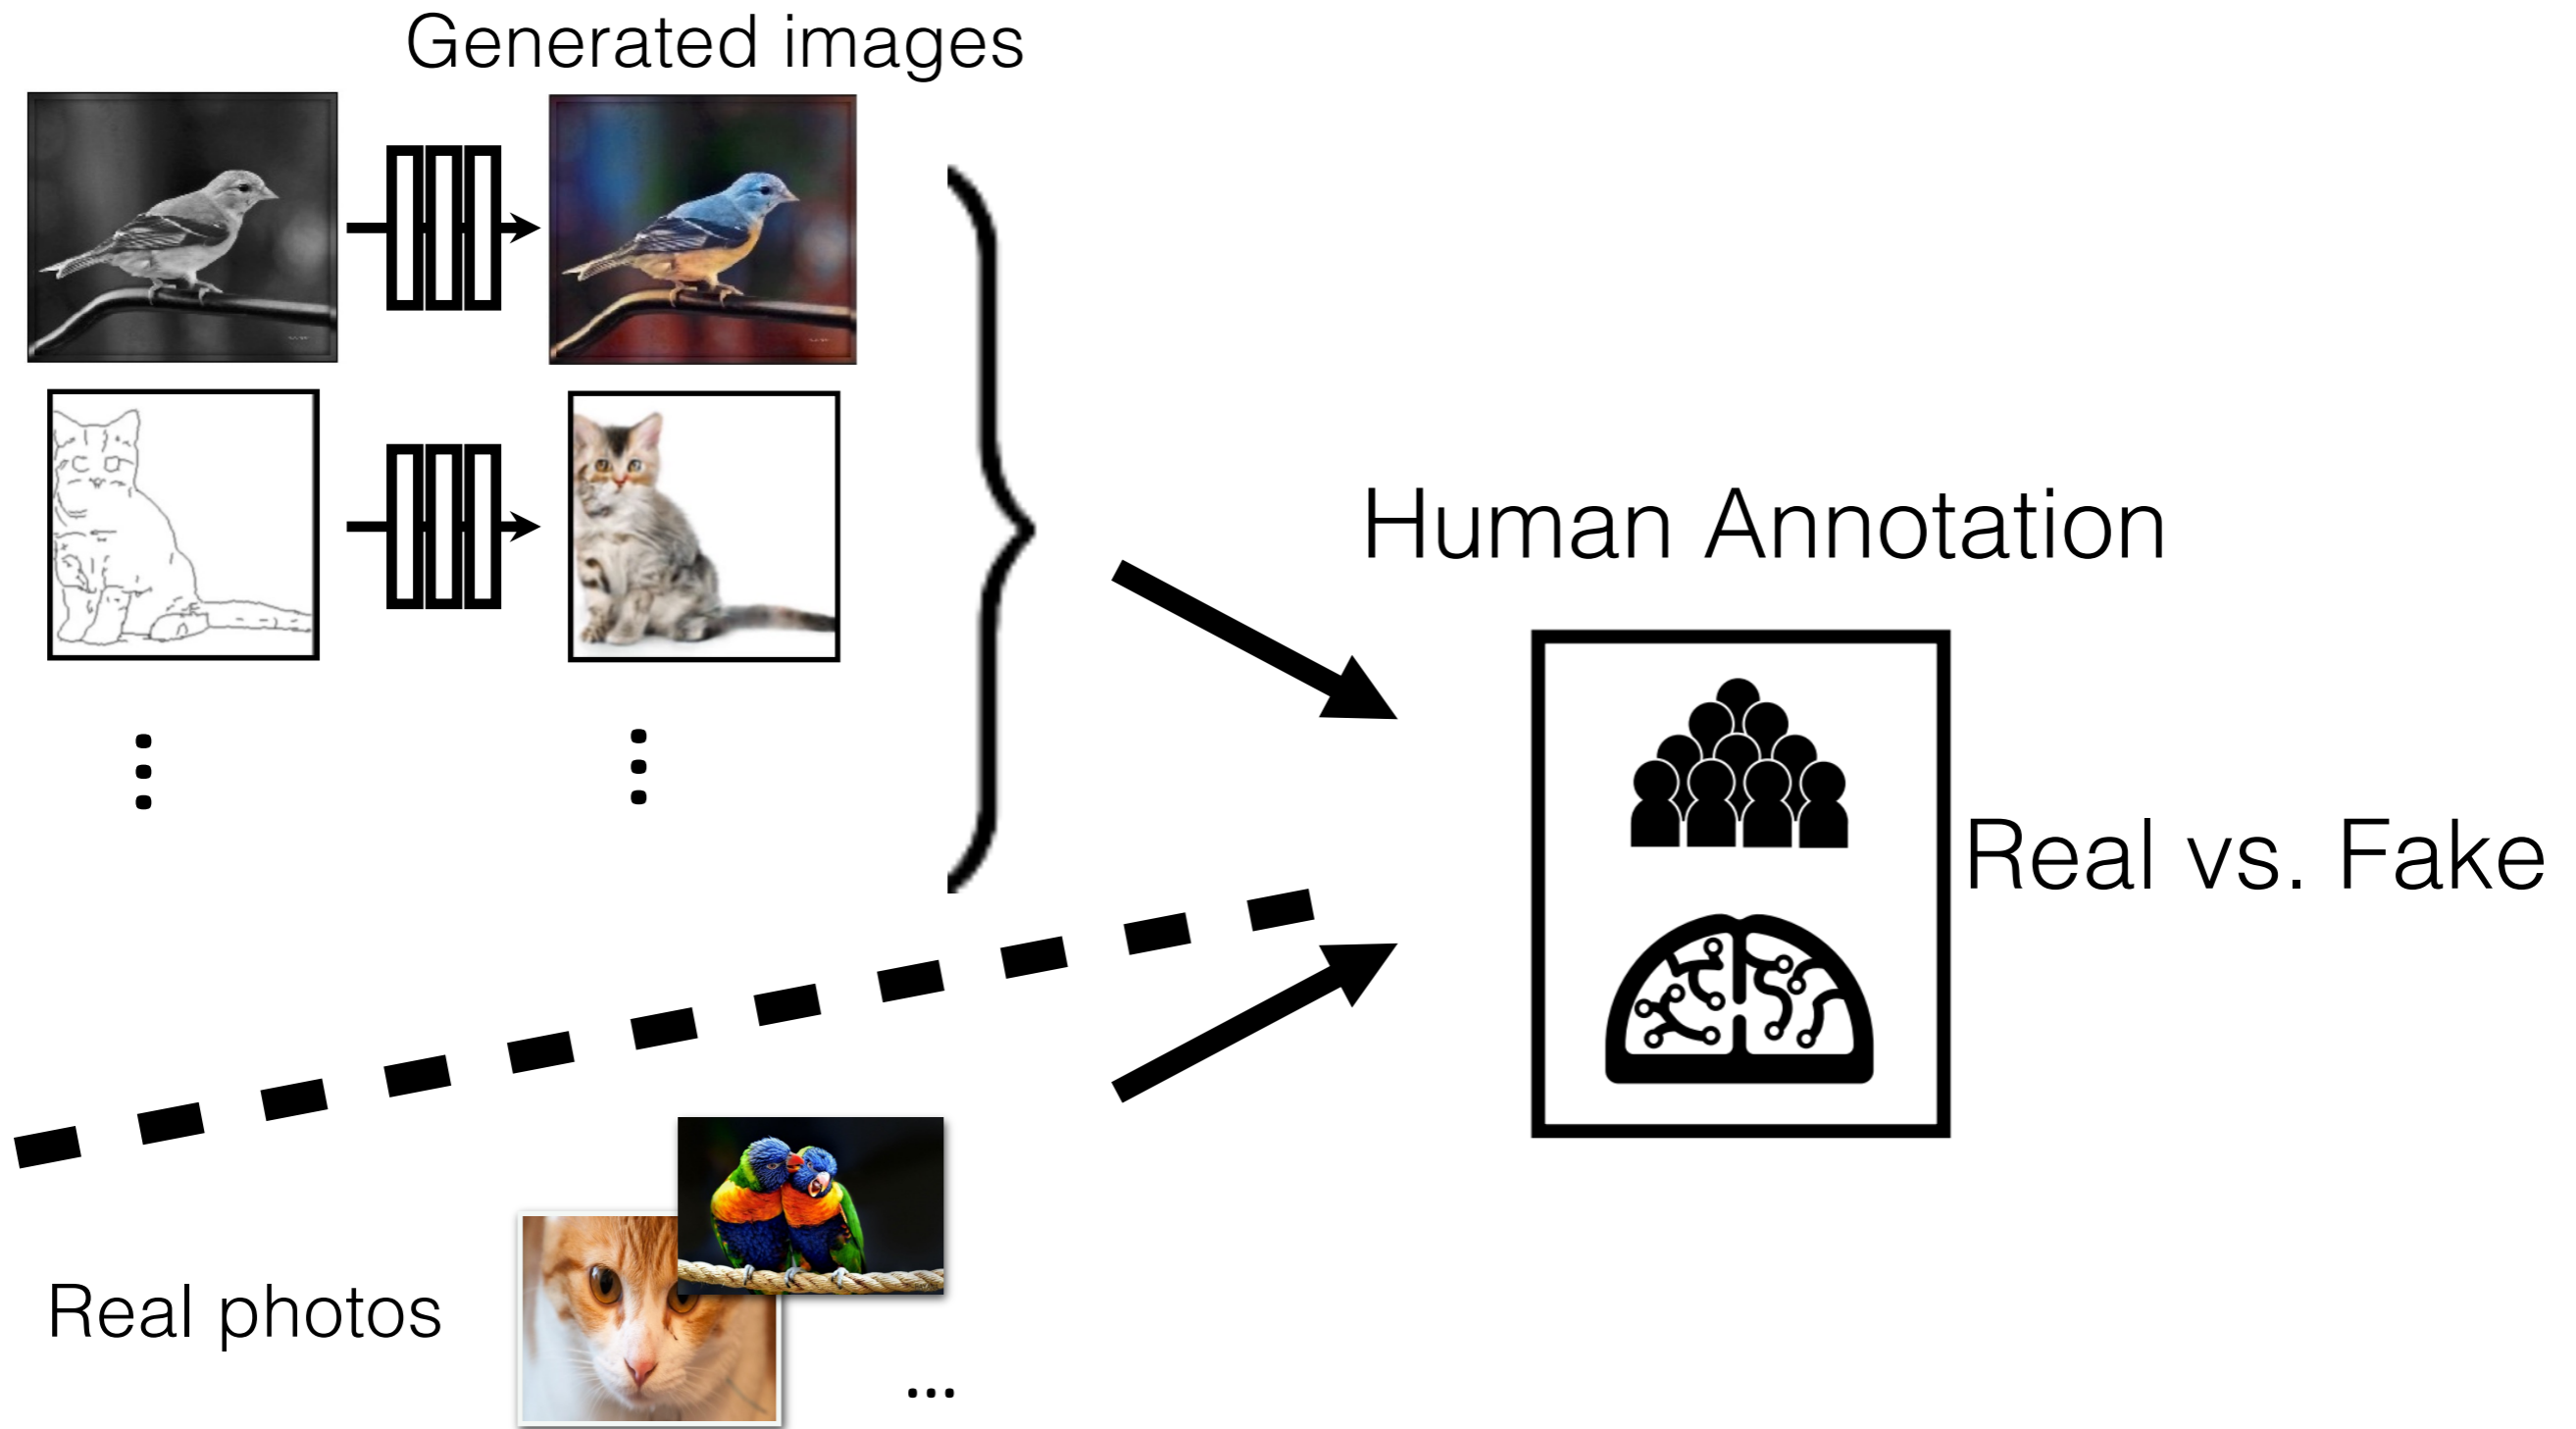 Generated images
Human Annotation
Real vs. Fake
Real photos
...